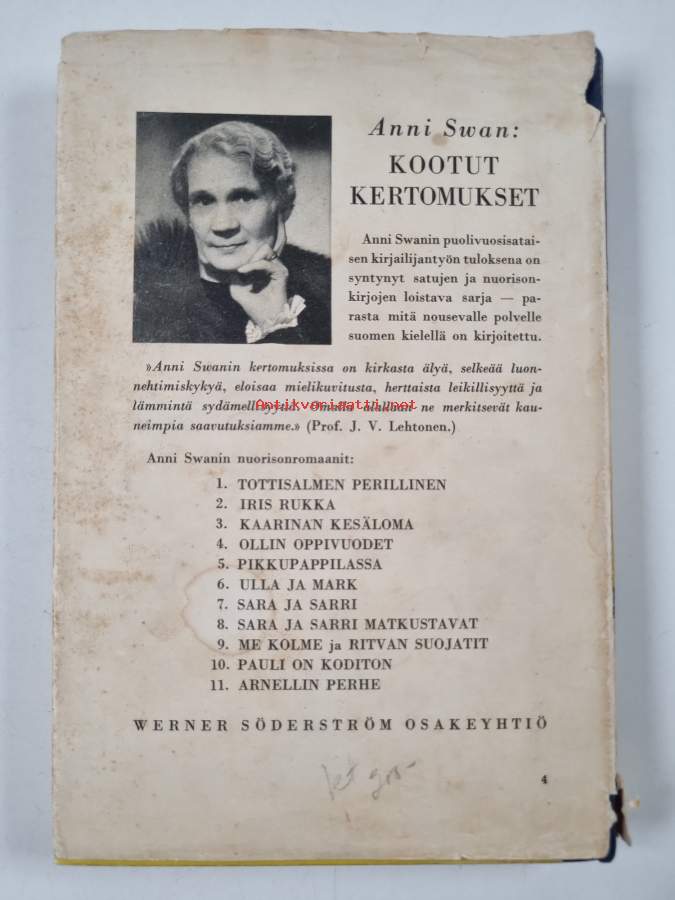 Anni Swan:
KOOTUT
KERTOMUKSET
Anni Swanin puolivuosisatai-
sen kirjailijantyön tuloksena on
syntynyt satujen ja nuorison-
kirjojen loistava sarja — pa-
rasta mitä nousevalle polvelle
suomen kielellä on kirjoitettu.
»Anni Swanin kertomuksissa on kirkasta älyä, selkeää luon-
nehtimiskykyä, eloisaa mielikuvitusta, herttaista leikillisyyttä ja
lämmintä sydämellisyyttä. Omalla alallaan ne merkitsevät kau-
neimpia saavutuksiamme.» (Prof. J. V. Lehtonen.)
Antikvariaatti.net
Anni Swanin nuorisonromaanit:
1. TOTTISALMEN PERILLINEN
2. IRIS RUKKA
3. KAARINAN KESÄLOMA
4. OLLIN OPPIVUODET
5. PIKKUPAPPILASSA
6. ULLA JA MARK
7. SARA JA SARRI
8. SARA JA SARRI MATKUSTAVAT
9. ME KOLME ja RITVAN SUOJATIT
10. PAULI ON KODITON
11. ARNELLIN PERHE
WERNER SÖDERSTRÖM OSAKEYHTIÖ
4